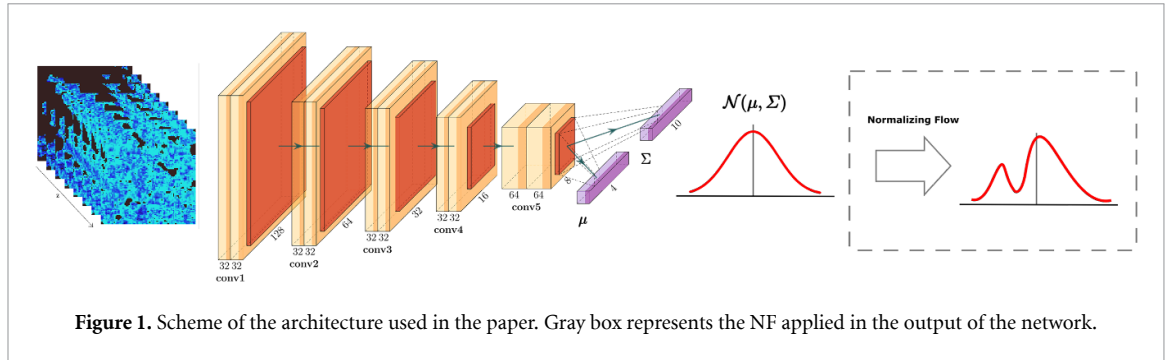 z
32 32
conv1
128
32 32
conv2
64
32 32
conv3
32
32 32
conv4
16
64 64
conv5
8
μ
4
Σ
10
𝒩(μ, Σ)
Normalizing Flow
Figure 1. Scheme of the architecture used in the paper. Gray box represents the NF applied in the output of the network.